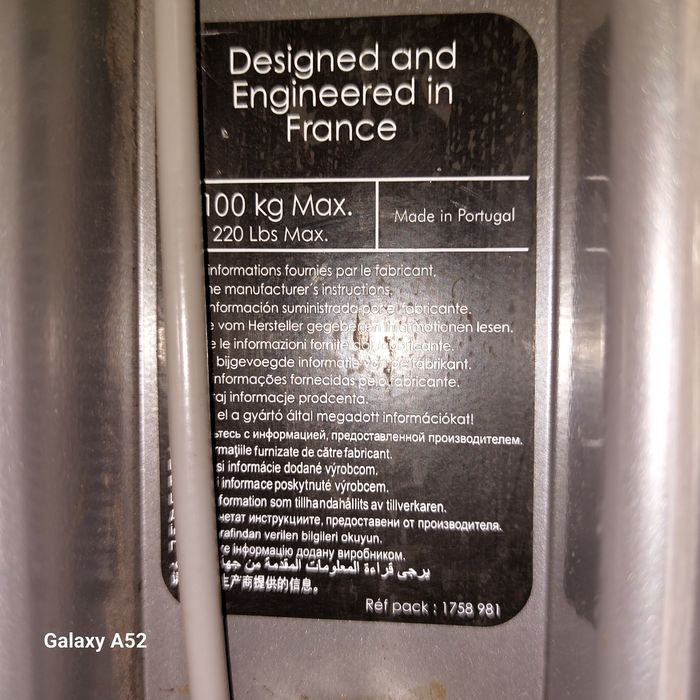 Designed and
Engineered in
France
100 kg Max.
220 Lbs Max.
Made in Portugal
informations fournies par le fabricant.
manufacturer's instructions.
información suministrada por el fabricante.
vom Hersteller gegebenen Informationen lesen.
le informazioni fornite dal fabbricante.
bijgevoegde informatie van de fabrikant.
informações fornecidas pelo fabricante.
informacje prodcenta.
el a gyártó által megadott információkat!
с информацией, предоставленной производителем.
furnizate de către fabricant.
si informácie dodané výrobcom.
informace poskytnuté výrobcem.
formation som tillhandahållits av tillverkaren.
инструкциите, предоставени от производителя.
tarafından verilen bilgileri okuyun.
інформацію додану виробником.
يرجى قراءة المعلومات المقدمة من
生产商提供的信息。
Réf pack : 1758 981
Galaxy A52